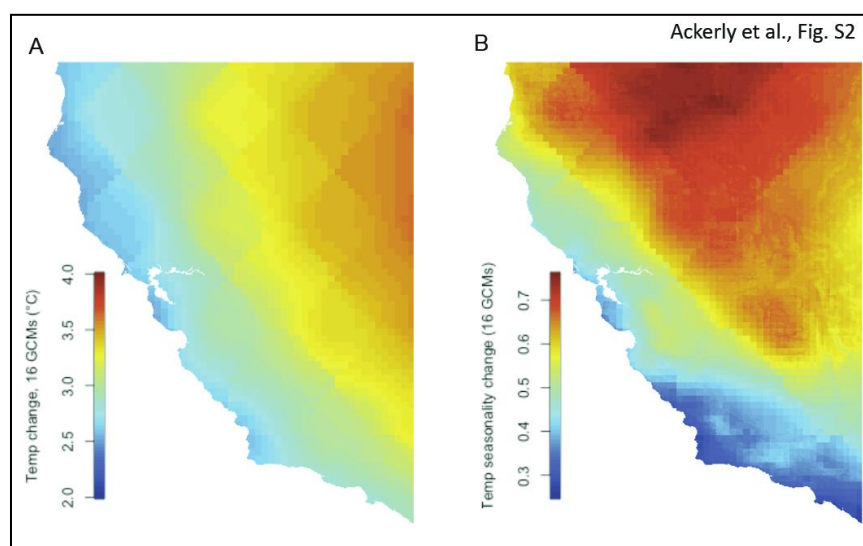 Ackerly et al., Fig. S2
A
B
Temp change, 16 GCMs (°C)
4.0
3.5
3.0
2.5
2.0
Temp seasonality change (16 GCMs)
0.7
0.6
0.5
0.4
0.3